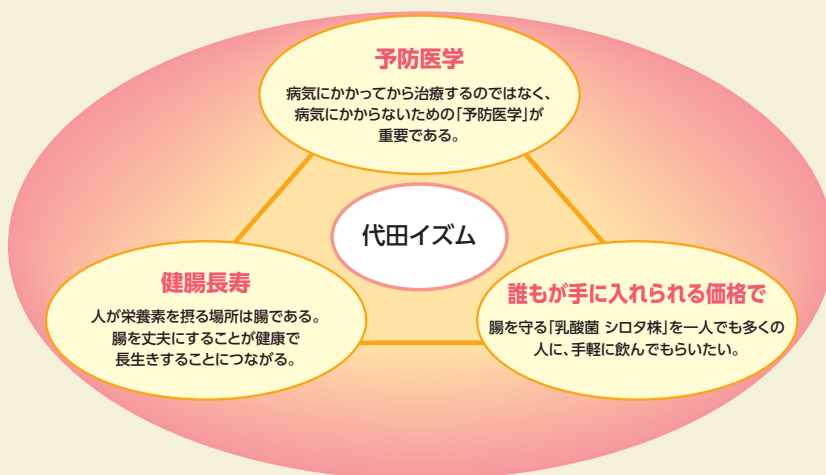 予防医学
病気にかかってから治療するのではなく、
病気にかからないための「予防医学」が
重要である。
代田イズム
健腸長寿
人が栄養素を摂る場所は腸である。
腸を丈夫にすることが健康で
長生きすることにつながる。
誰もが手に入れられる価格で
腸を守る「乳酸菌 シロタ株」を一人でも多くの
人に、手軽に飲んでもらいたい。